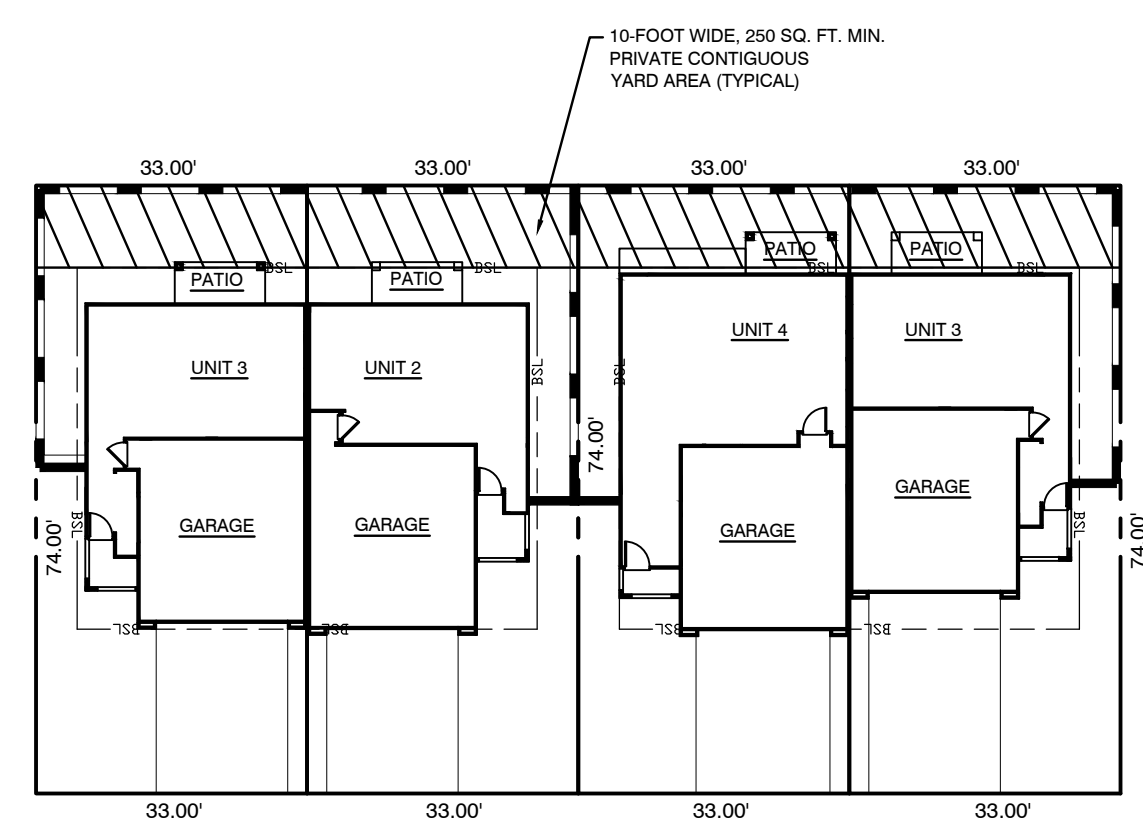 10-FOOT WIDE, 250 SQ. FT. MIN.
PRIVATE CONTIGUOUS
YARD AREA (TYPICAL)
33.00' 33.00' 33.00' 33.00'
PATIO PATIO
BSL BSL BSL BSL
PATIO PATIO
UNIT 4 UNIT 3
UNIT 3 UNIT 2
BSL BSL
74.00'
GARAGE
BSL GARAGE GARAGE GARAGE BSL
74.00' 74.00'
BSL BSL BSL BSL
33.00' 33.00' 33.00' 33.00'